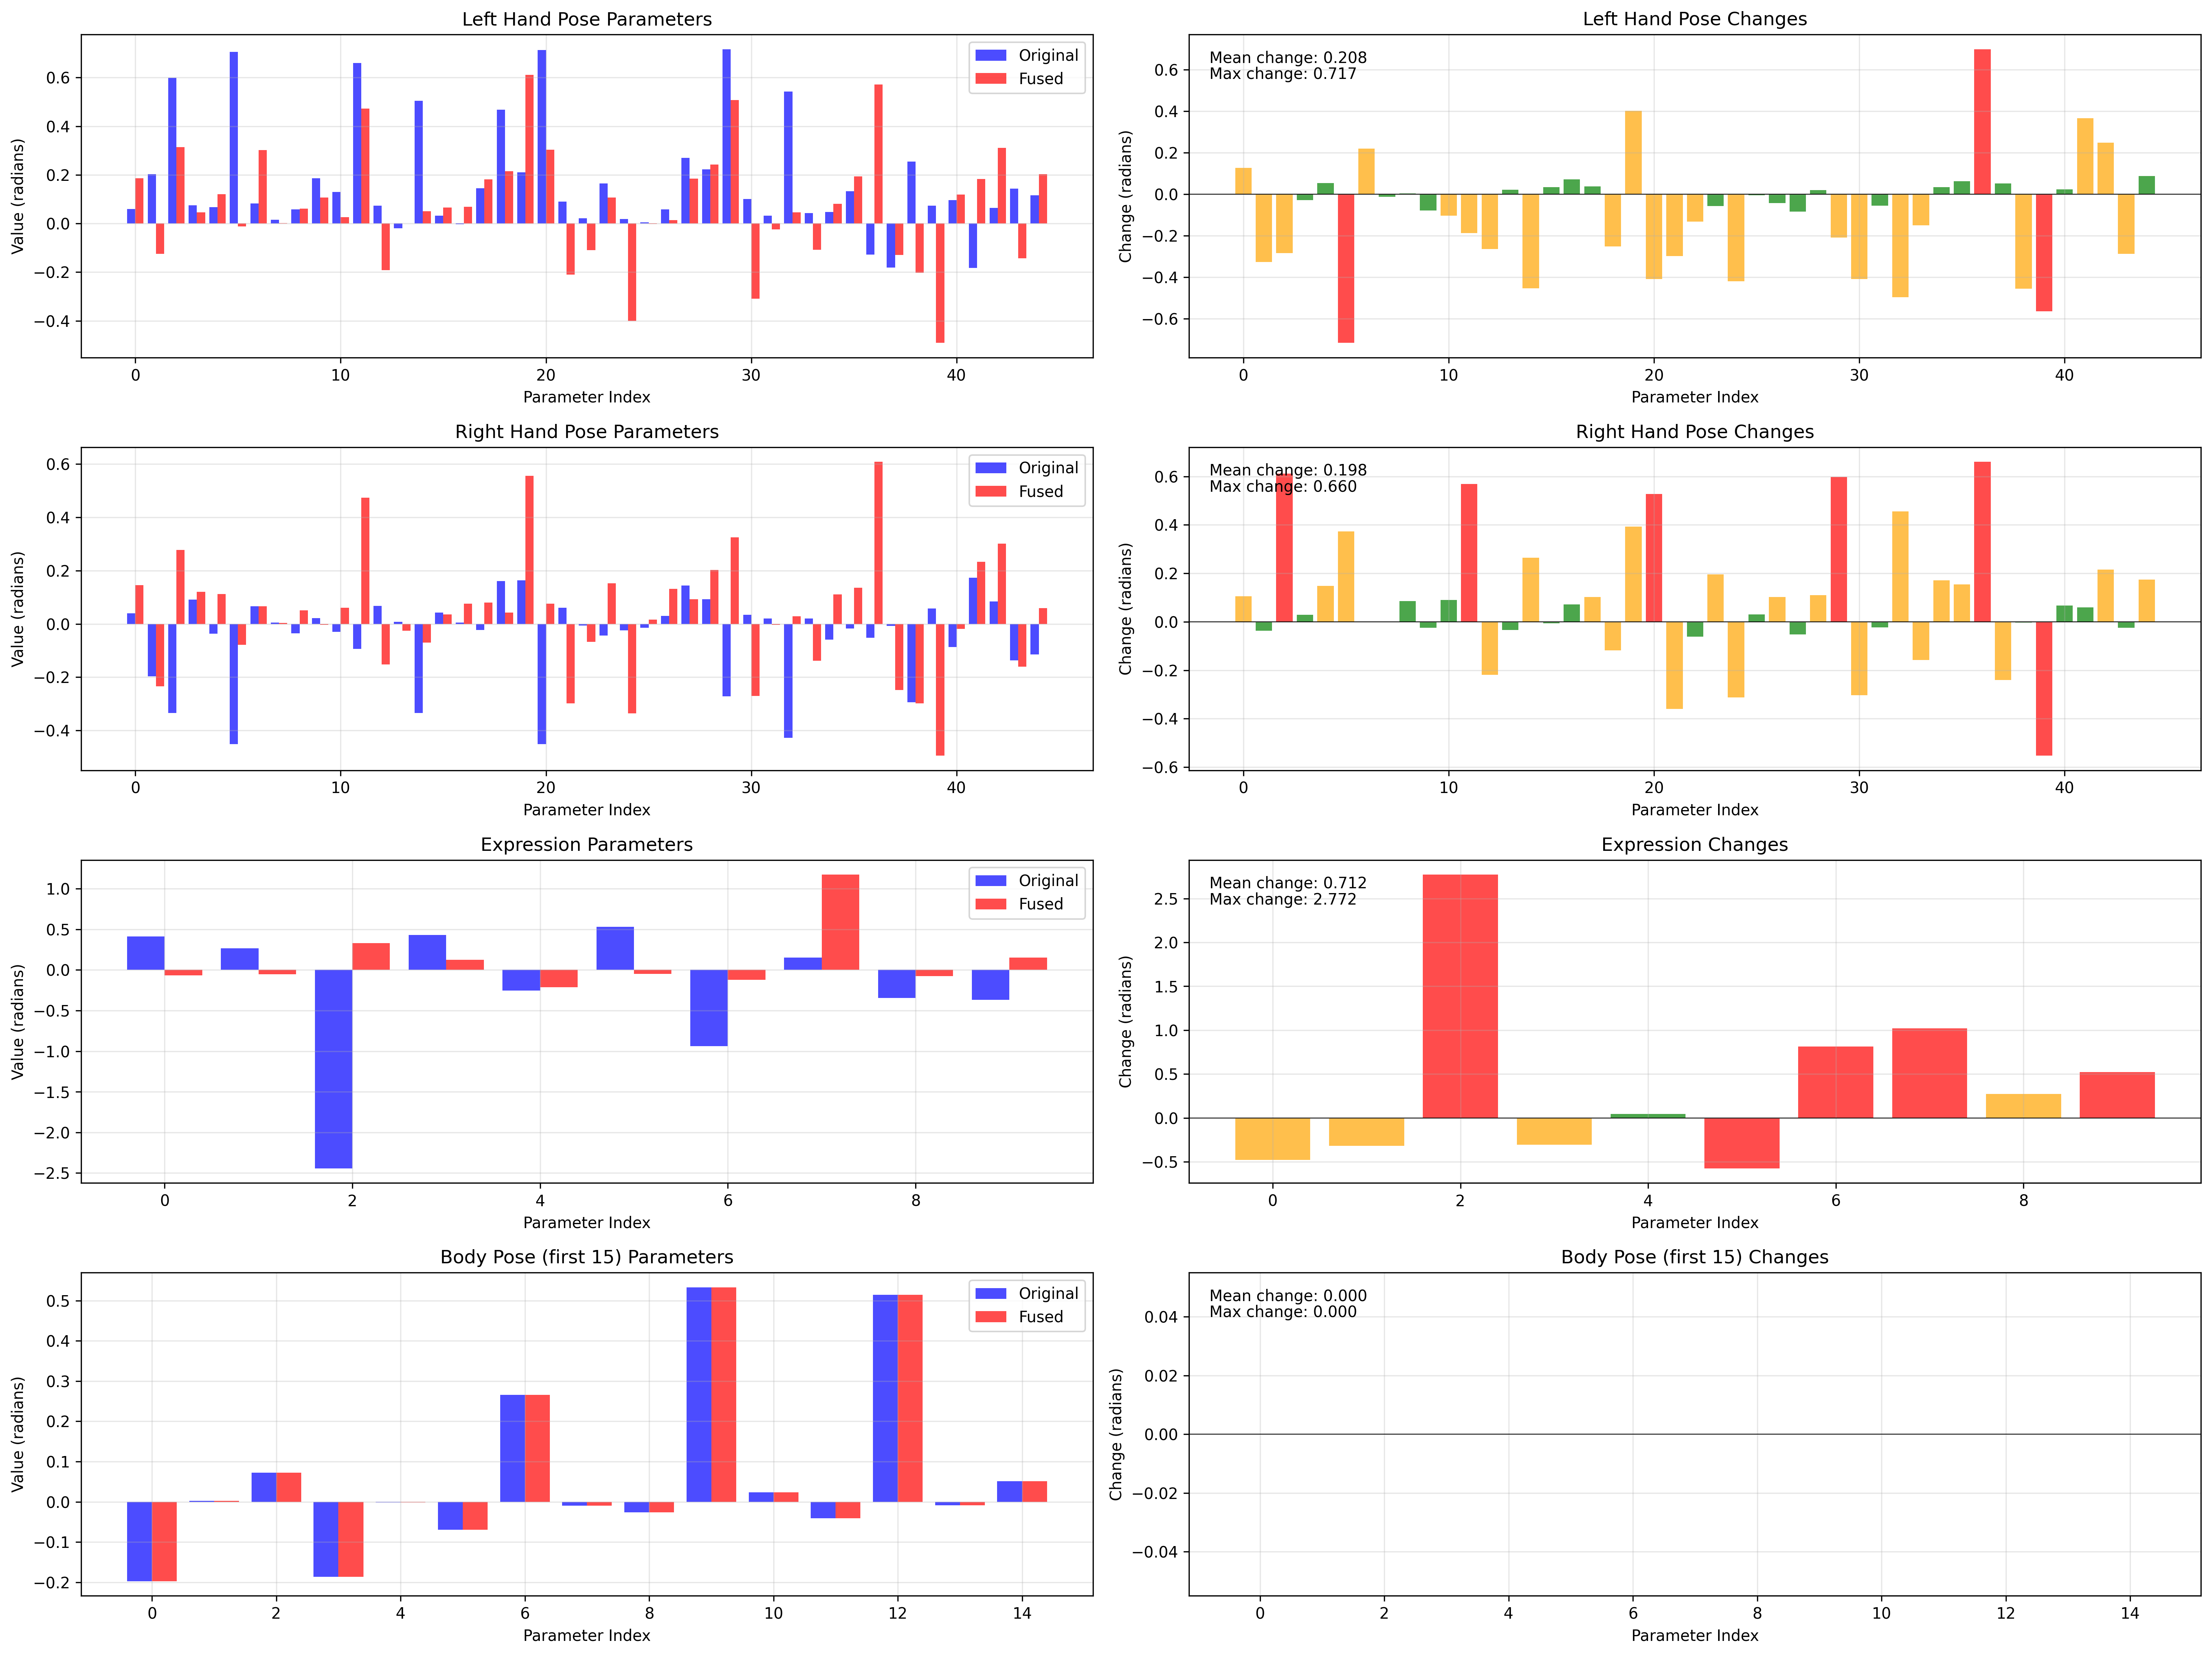 Left Hand Pose Parameters
Value (radians)
0.6
0.4
0.2
0.0
−0.2
−0.4
Original
Fused
0 10 20 30 40
Parameter Index
Left Hand Pose Changes
Change (radians)
0.6
0.4
0.2
0.0
−0.2
−0.4
−0.6
Mean change: 0.208
Max change: 0.717
0 10 20 30 40
Parameter Index
Right Hand Pose Parameters
Value (radians)
0.6
0.4
0.2
0.0
−0.2
−0.4
Original
Fused
0 10 20 30 40
Parameter Index
Right Hand Pose Changes
Change (radians)
0.6
0.4
0.2
0.0
−0.2
−0.4
−0.6
Mean change: 0.198
Max change: 0.660
0 10 20 30 40
Parameter Index
Expression Parameters
Value (radians)
1.0
0.5
0.0
−0.5
−1.0
−1.5
−2.0
−2.5
Original
Fused
0 2 4 6 8
Parameter Index
Expression Changes
Change (radians)
2.5
2.0
1.5
1.0
0.5
0.0
−0.5
Mean change: 0.712
Max change: 2.772
0 2 4 6 8
Parameter Index
Body Pose (first 15) Parameters
Value (radians)
0.5
0.4
0.3
0.2
0.1
0.0
−0.1
−0.2
Original
Fused
0 2 4 6 8 10 12 14
Parameter Index
Body Pose (first 15) Changes
Change (radians)
0.04
0.02
0.00
−0.02
−0.04
Mean change: 0.000
Max change: 0.000
0 2 4 6 8 10 12 14
Parameter Index